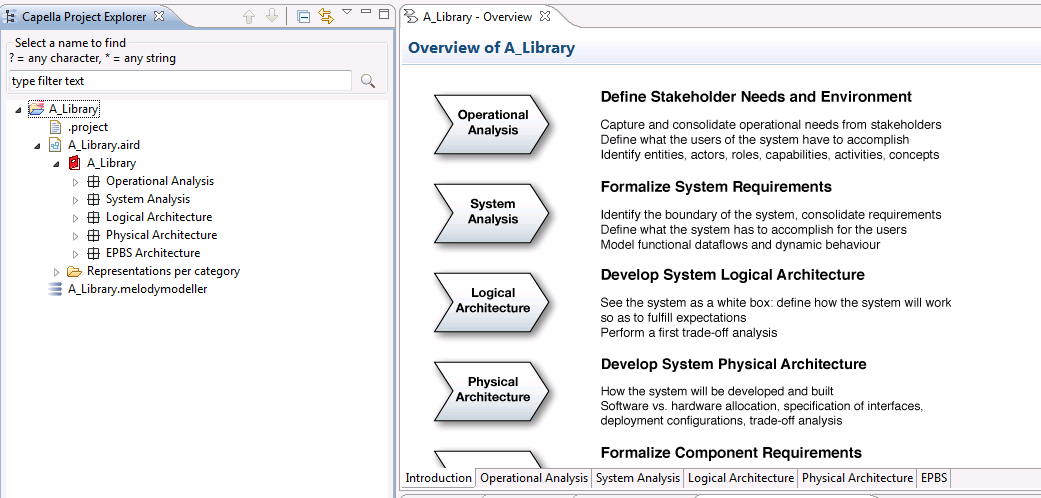 Capella Project Explorer
Select a name to find
? = any character, * = any string
type filter text
A_Library
.project
A_Library.aird
A_Library
Operational Analysis
System Analysis
Logical Architecture
Physical Architecture
EPBS Architecture
Representations per category
A_Library.melodymodeller
A_Library - Overview
Overview of A_Library
Operational
Analysis
Define Stakeholder Needs and Environment
Capture and consolidate operational needs from stakeholders
Define what the users of the system have to accomplish
Identify entities, actors, roles, capabilities, activities, concepts
System
Analysis
Formalize System Requirements
Identify the boundary of the system, consolidate requirements
Define what the system has to accomplish for the users
Model functional dataflows and dynamic behaviour
Logical
Architecture
Develop System Logical Architecture
See the system as a white box: define how the system will work
so as to fulfill expectations
Perform a first trade-off analysis
Physical
Architecture
Develop System Physical Architecture
How the system will be developed and built
Software vs. hardware allocation, specification of interfaces,
deployment configurations, trade-off analysis
Formalize Component Requirements
Introduction Operational Analysis System Analysis Logical Architecture Physical Architecture EPBS